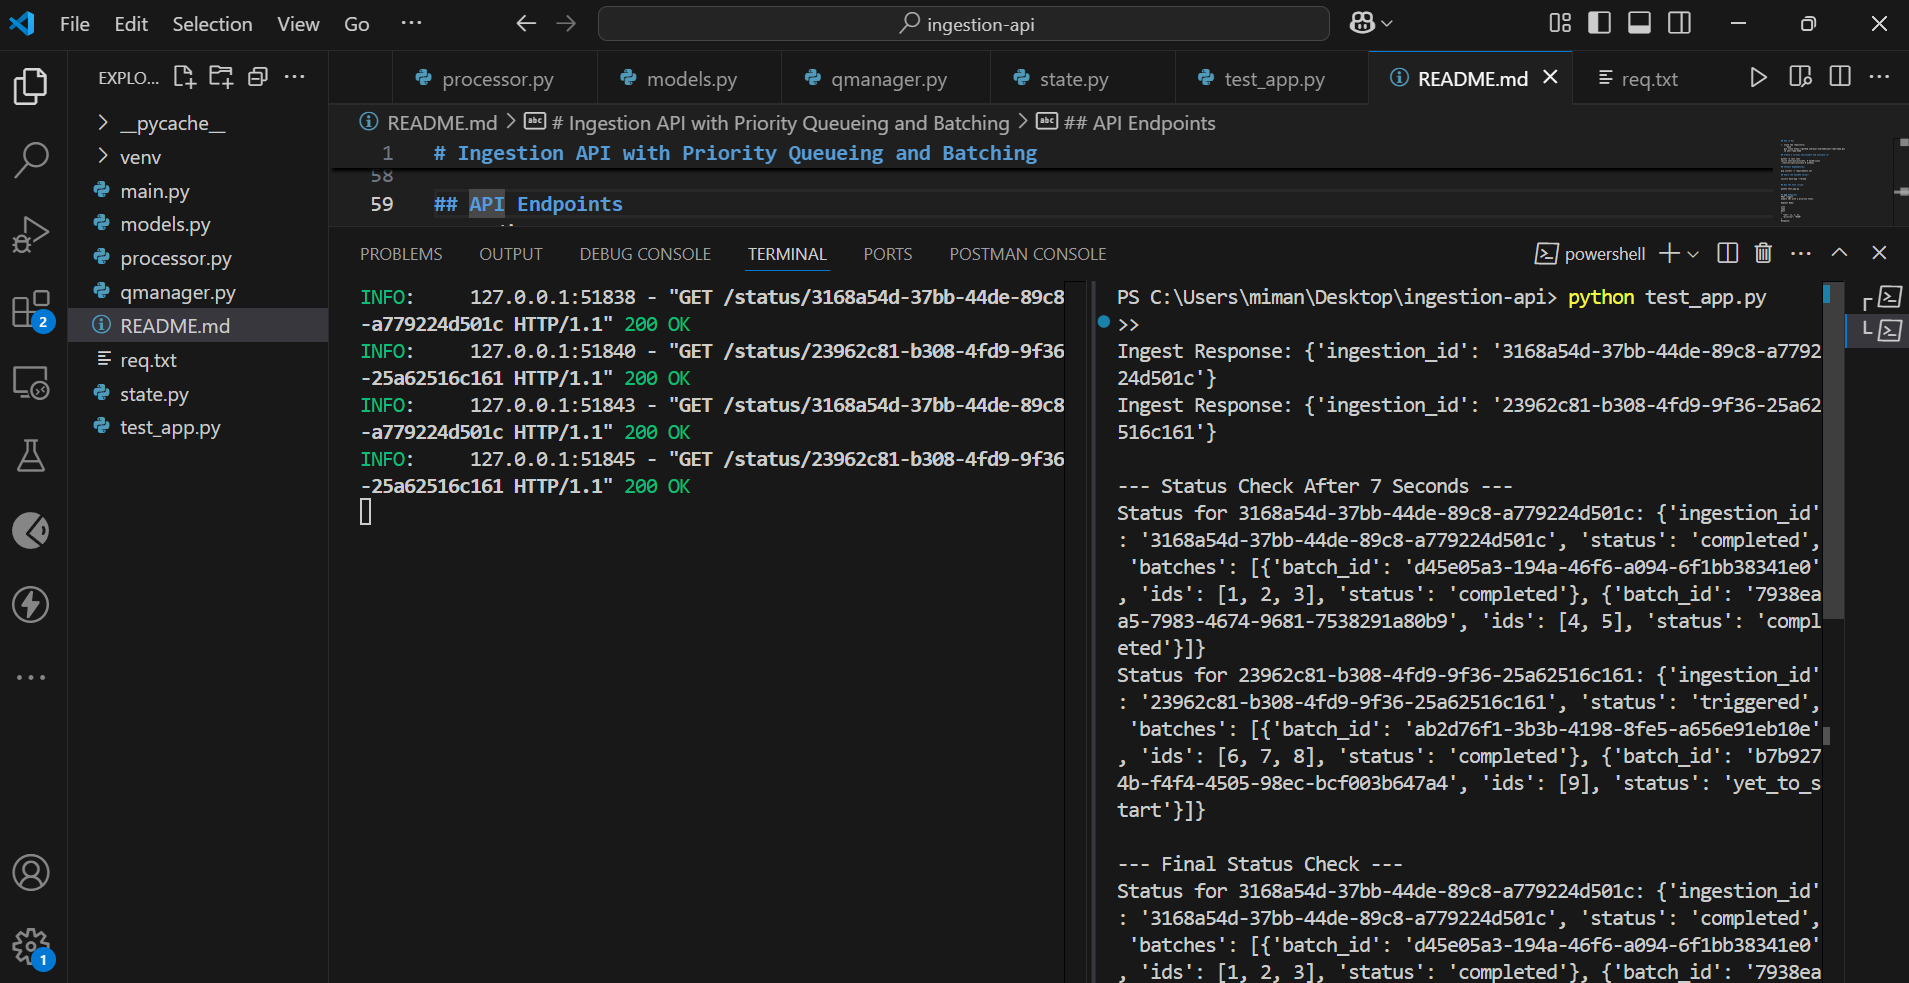 File Edit Selection View Go ··· ingestion-api
EXPLO...
processor.py models.py qmanager.py state.py test_app.py README.md req.txt
README.md > # Ingestion API with Priority Queueing and Batching > ## API Endpoints
__pycache__
venv
main.py
models.py
processor.py
qmanager.py
README.md
req.txt
state.py
test_app.py
2
1
1 # Ingestion API with Priority Queueing and Batching
58
59 ## API Endpoints
PROBLEMS OUTPUT DEBUG CONSOLE TERMINAL PORTS POSTMAN CONSOLE powershell
INFO: 127.0.0.1:51838 - "GET /status/3168a54d-37bb-44de-89c8
-a779224d501c HTTP/1.1" 200 OK
INFO: 127.0.0.1:51840 - "GET /status/23962c81-b308-4fd9-9f36
-25a62516c161 HTTP/1.1" 200 OK
INFO: 127.0.0.1:51843 - "GET /status/3168a54d-37bb-44de-89c8
-a779224d501c HTTP/1.1" 200 OK
INFO: 127.0.0.1:51845 - "GET /status/23962c81-b308-4fd9-9f36
-25a62516c161 HTTP/1.1" 200 OK
PS C:\Users\miman\Desktop\ingestion-api> python test_app.py
>>
Ingest Response: {'ingestion_id': '3168a54d-37bb-44de-89c8-a7792
24d501c'}
Ingest Response: {'ingestion_id': '23962c81-b308-4fd9-9f36-25a62
516c161'}
--- Status Check After 7 Seconds ---
Status for 3168a54d-37bb-44de-89c8-a779224d501c: {'ingestion_id'
: '3168a54d-37bb-44de-89c8-a779224d501c', 'status': 'completed',
'batches': [{'batch_id': 'd45e05a3-194a-46f6-a094-6f1bb38341e0'
, 'ids': [1, 2, 3], 'status': 'completed'}, {'batch_id': '7938ea
a5-7983-4674-9681-7538291a80b9', 'ids': [4, 5], 'status': 'compl
eted'}]}
Status for 23962c81-b308-4fd9-9f36-25a62516c161: {'ingestion_id'
: '23962c81-b308-4fd9-9f36-25a62516c161', 'status': 'triggered',
'batches': [{'batch_id': 'ab2d76f1-3b3b-4198-8fe5-a656e91eb10e'
, 'ids': [6, 7, 8], 'status': 'completed'}, {'batch_id': 'b7b927
4b-f4f4-4505-98ec-bcf003b647a4', 'ids': [9], 'status': 'yet_to_s
tart'}]}
--- Final Status Check ---
Status for 3168a54d-37bb-44de-89c8-a779224d501c: {'ingestion_id'
: '3168a54d-37bb-44de-89c8-a779224d501c', 'status': 'completed',
'batches': [{'batch_id': 'd45e05a3-194a-46f6-a094-6f1bb38341e0'
, 'ids': [1, 2, 3], 'status': 'completed'}, {'batch_id': '7938ea